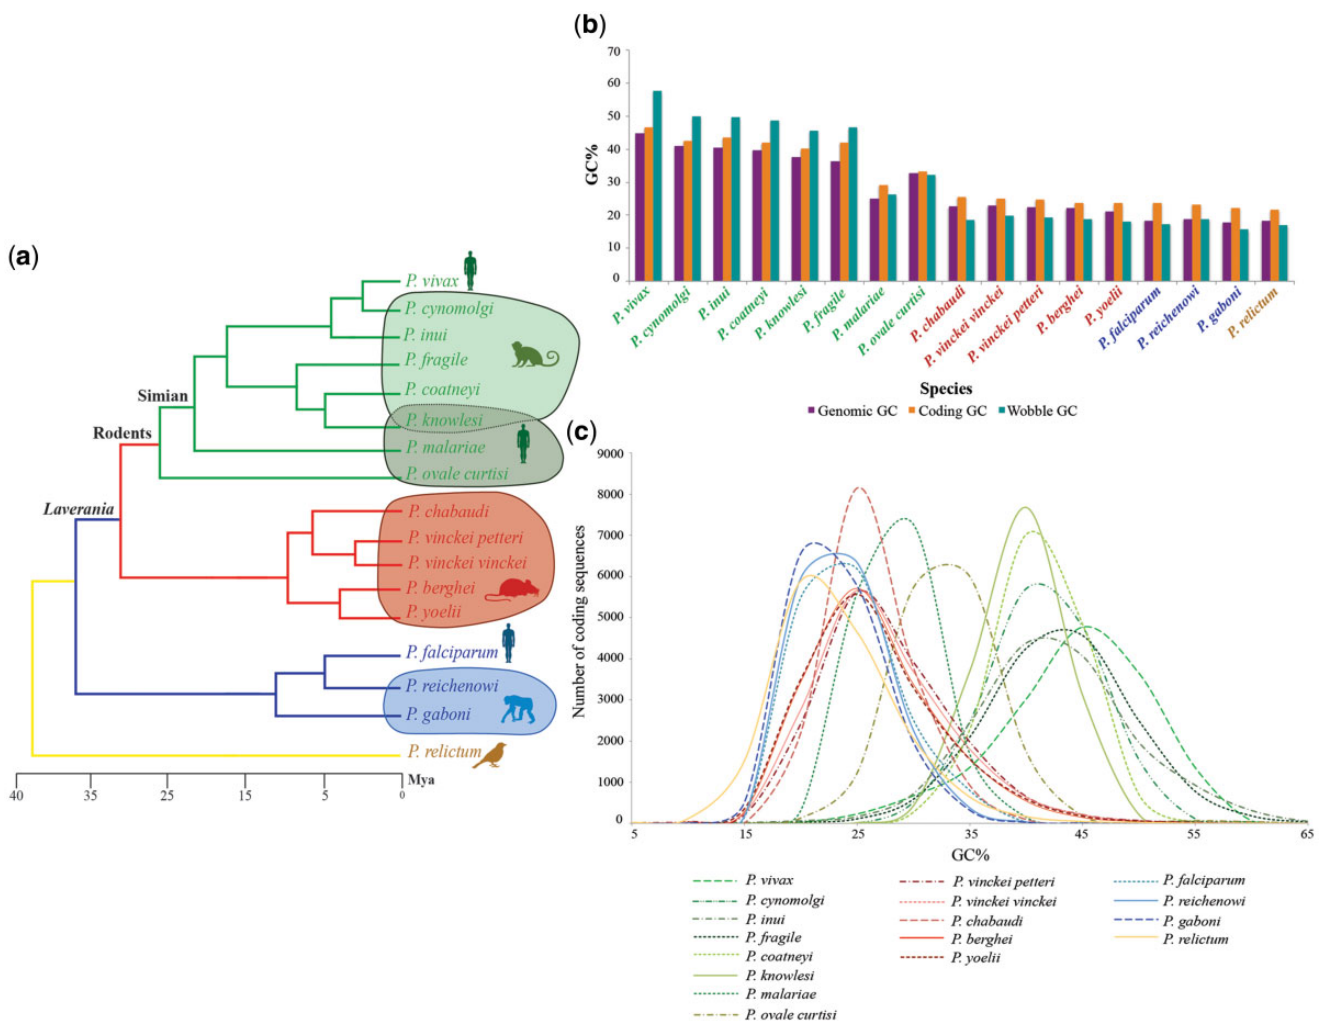 (b)
70
60
50
40
30
20
10
0
GC%
P. vivax
P. cynomolgi
P. inui
P. coatneyi
P. knowlesi
P. fragile
P. malariae
P. ovale curtisi
P. chabaudi
P. vinckei vinckei
P. vinckei petteri
P. berghei
P. yoelii
P. falciparum
P. reichenowi
P. gaboni
P. relictum
Species
Genomic GC Coding GC Wobble GC
(a)
P. vivax
P. cynomolgi
P. inui
P. fragile
P. coatneyi
Simian
P. knowlesi
Rodents
P. malariae
P. ovale curtisi
Laverania
P. chabaudi
P. vinckei petteri
P. vinckei vinckei
P. berghei
P. yoelii
P. falciparum
P. reichenowi
P. gaboni
P. relictum
Mya
40 35 25 15 5 0
(c)
9000
8000
7000
6000
5000
4000
3000
2000
1000
0
Number of coding sequences
5 15 25 35 45 55 65
GC%
P. vivax
P. cynomolgi
P. inui
P. fragile
P. coatneyi
P. knowlesi
P. malariae
P. ovale curtisi
P. vinckei petteri
P. vinckei vinckei
P. chabaudi
P. berghei
P. yoelii
P. falciparum
P. reichenowi
P. gaboni
P. relictum